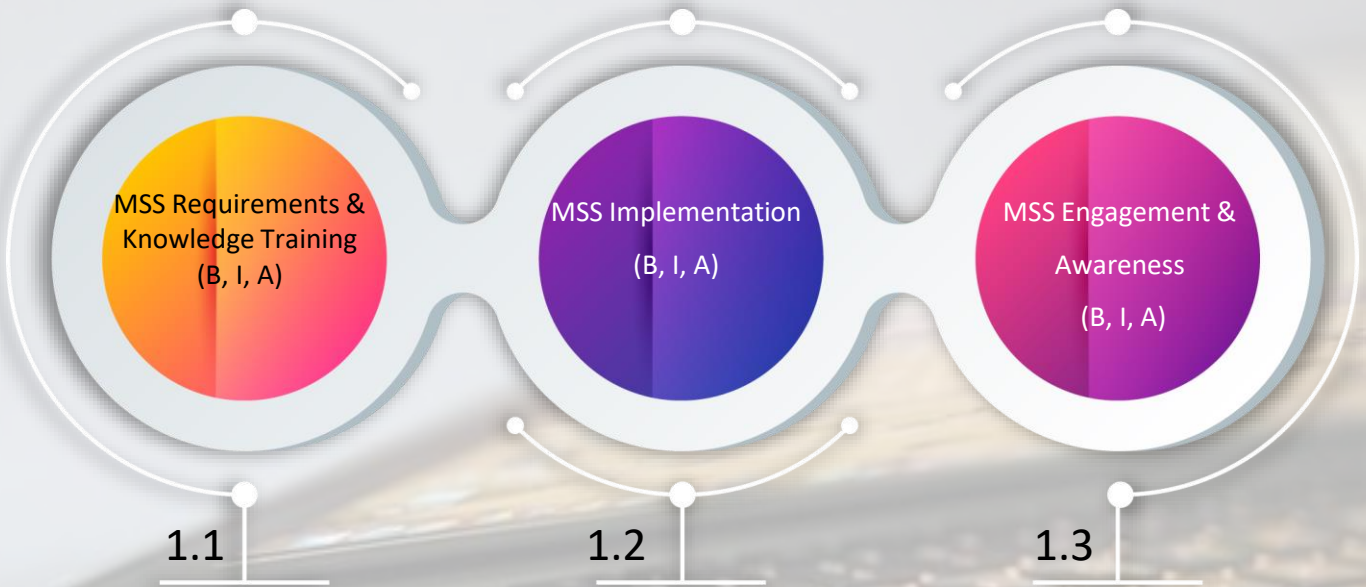 MSS Requirements &
Knowledge Training
(B, I, A)
MSS Implementation
(B, I, A)
MSS Engagement &
Awareness
(B, I, A)
1.1
1.2
1.3